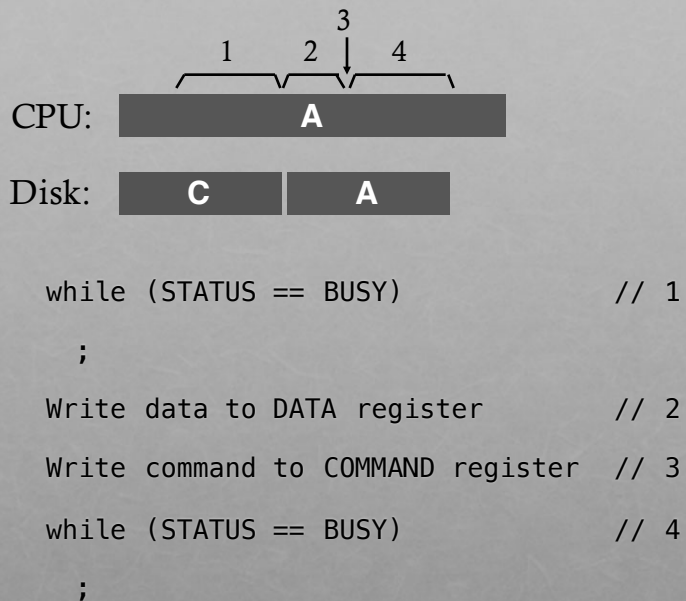 3
1 2 4
CPU: A
Disk: C A
while (STATUS == BUSY) // 1
;
Write data to DATA register // 2
Write command to COMMAND register // 3
while (STATUS == BUSY) // 4
;